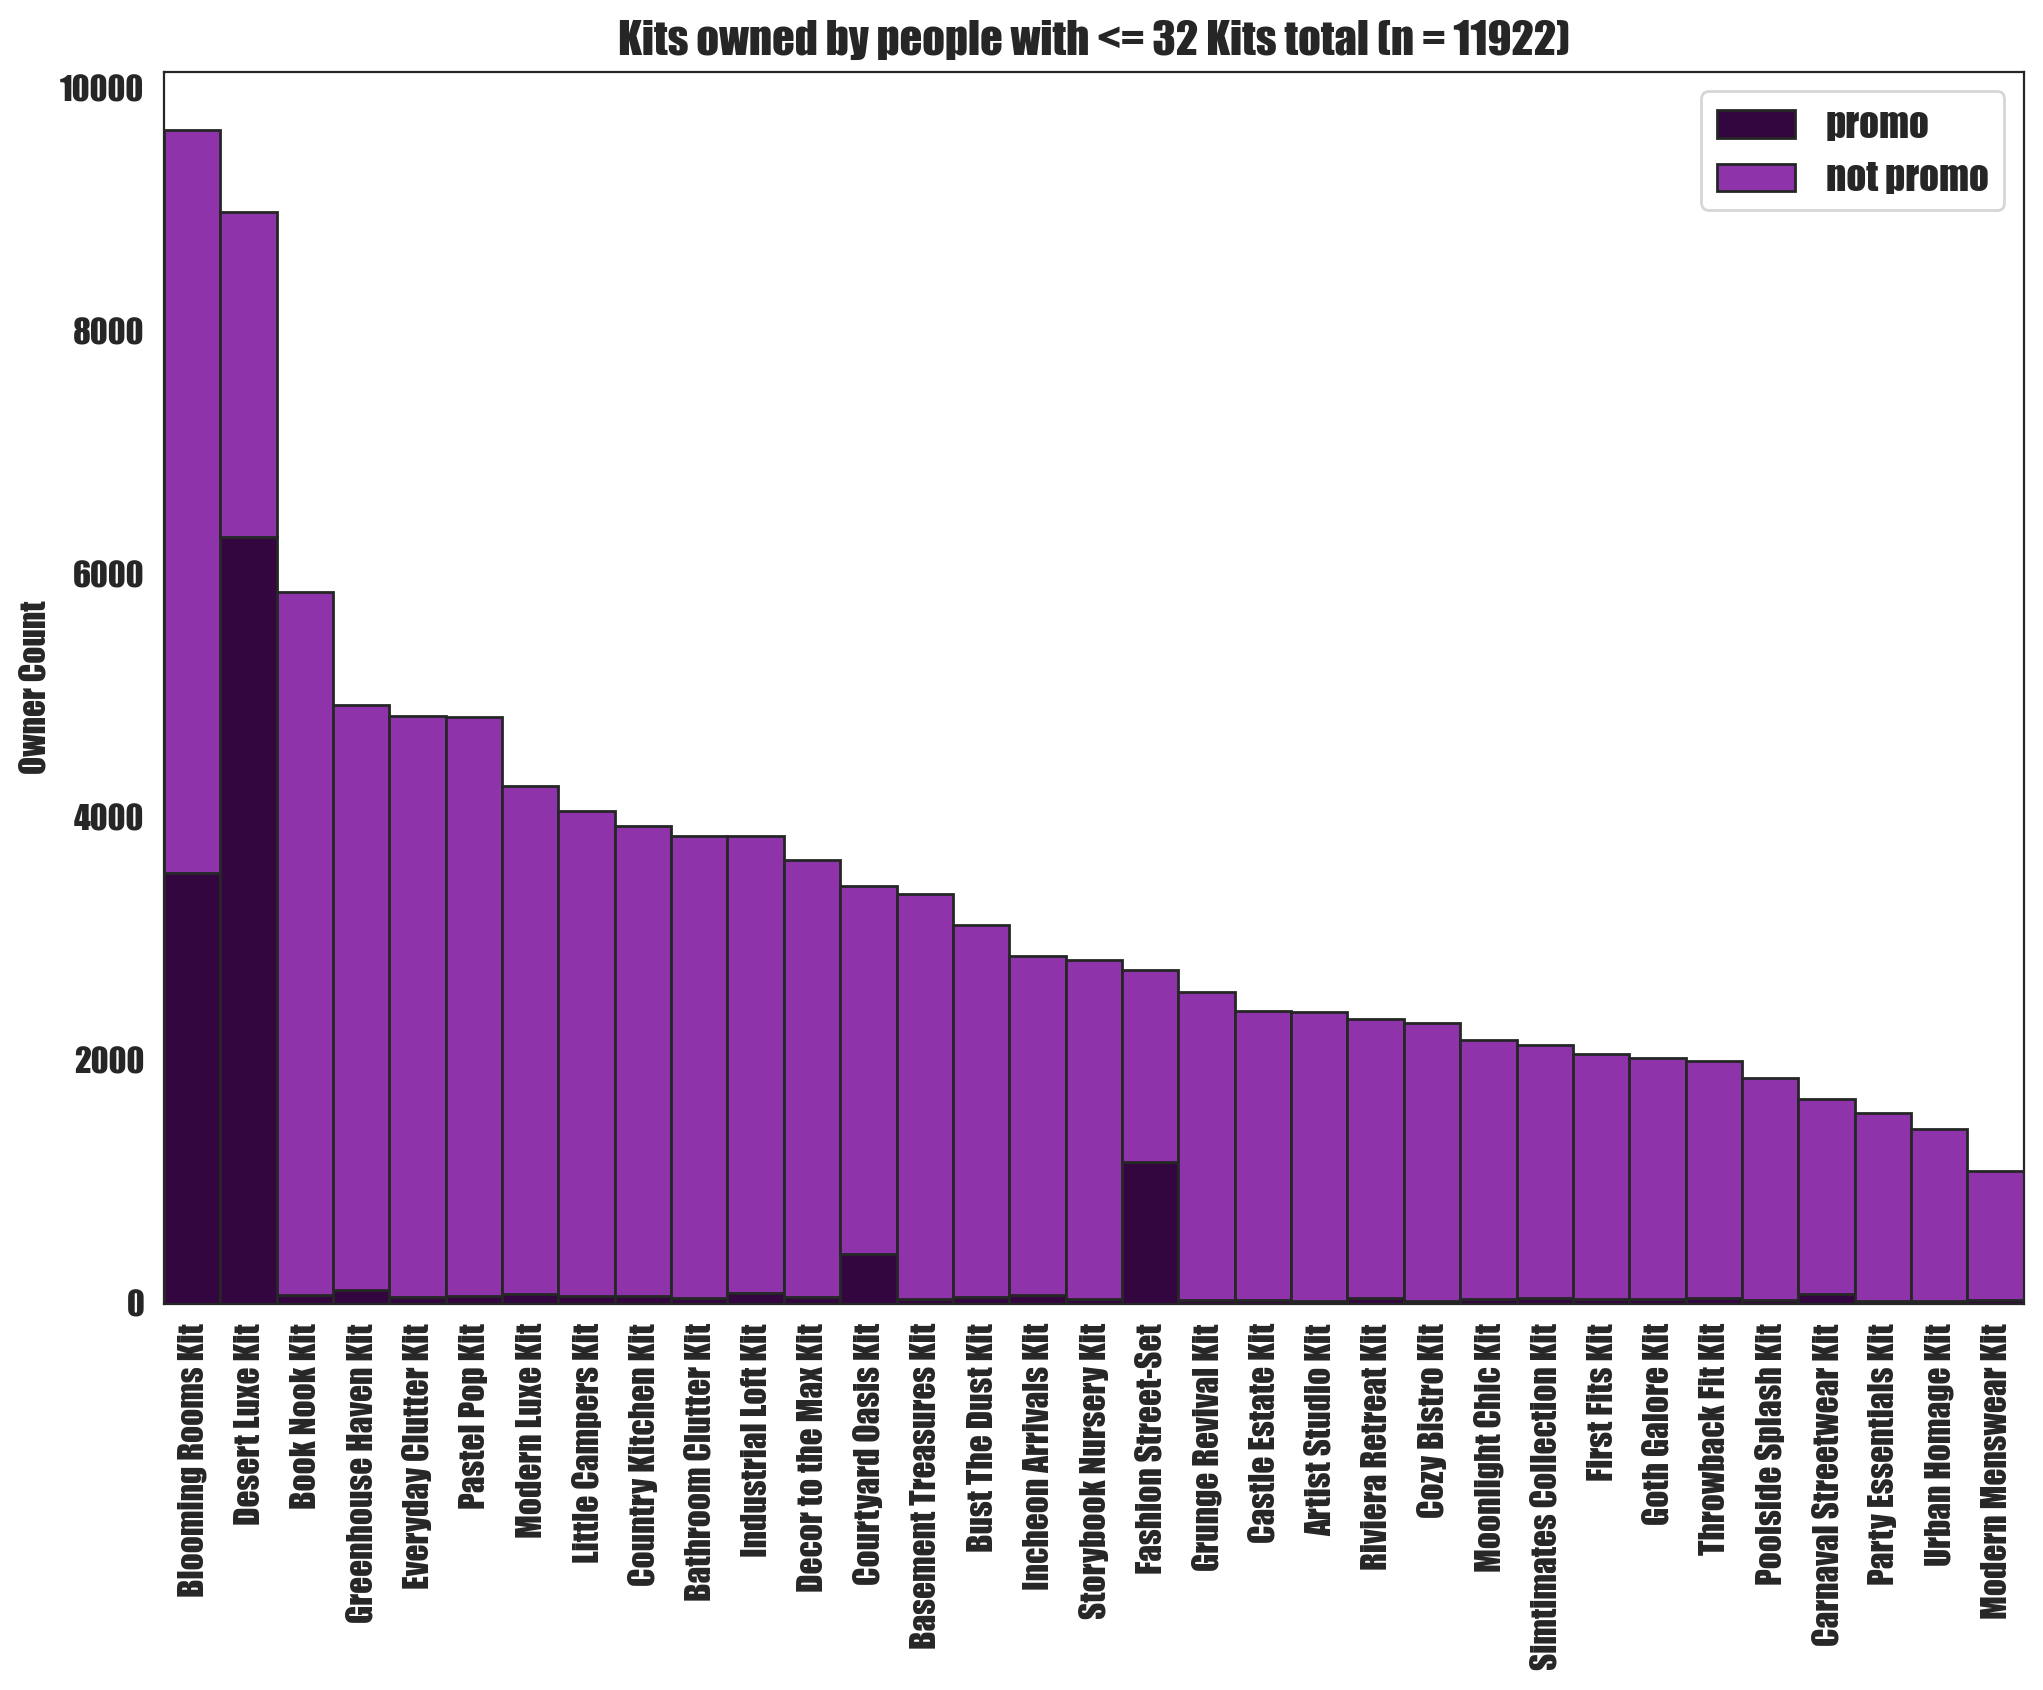 Kits owned by people with <= 32 Kits total (n = 11922)
promo
not promo
10000
8000
6000
4000
2000
0
Owner Count
Blooming Rooms Kit
Desert Luxe Kit
Book Nook Kit
Greenhouse Haven Kit
Everyday Clutter Kit
Pastel Pop Kit
Modern Luxe Kit
Little Campers Kit
Country Kitchen Kit
Bathroom Clutter Kit
Industrial Loft Kit
Decor to the Max Kit
Courtyard Oasis Kit
Basement Treasures Kit
Bust The Dust Kit
Incheon Arrivals Kit
Storybook Nursery Kit
Fashion Street-Set
Grunge Revival Kit
Castle Estate Kit
Artist Studio Kit
Riviera Retreat Kit
Cozy Bistro Kit
Moonlight Chic Kit
Simtimates Collection Kit
First Fits Kit
Goth Galore Kit
Throwback Fit Kit
Poolside Splash Kit
Carnaval Streetwear Kit
Party Essentials Kit
Urban Homage Kit
Modern Menswear Kit